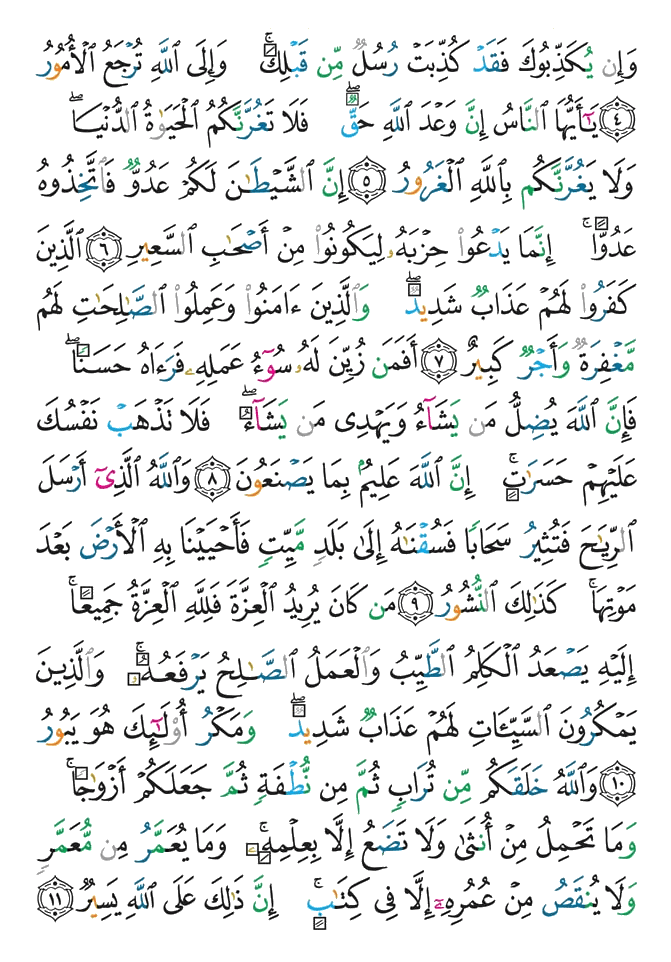 وَإِن يُكَذِّبُوكَ فَقَدْ كُذِّبَتْ رُسُلٌ مِّن قَبْلِكَ ۚ وَإِلَى ٱللَّهِ تُرْجَعُ ٱلْأُمُورُ
٤ يَـٰٓأَيُّهَا ٱلنَّاسُ إِنَّ وَعْدَ ٱللَّهِ حَقٌّ ۖ فَلَا تَغُرَّنَّكُمُ ٱلْحَيَوٰةُ ٱلدُّنْيَا ۖ
وَلَا يَغُرَّنَّكُم بِٱللَّهِ ٱلْغَرُورُ ٥ إِنَّ ٱلشَّيْطَـٰنَ لَكُمْ عَدُوٌّ فَٱتَّخِذُوهُ
عَدُوًّا ۚ إِنَّمَا يَدْعُوا۟ حِزْبَهُۥ لِيَكُونُوا۟ مِنْ أَصْحَـٰبِ ٱلسَّعِيرِ ٦ ٱلَّذِينَ
كَفَرُوا۟ لَهُمْ عَذَابٌ شَدِيدٌ ۖ وَٱلَّذِينَ ءَامَنُوا۟ وَعَمِلُوا۟ ٱلصَّـٰلِحَـٰتِ لَهُم
مَّغْفِرَةٌ وَأَجْرٌ كَبِيرٌ ٧ أَفَمَن زُيِّنَ لَهُۥ سُوٓءُ عَمَلِهِۦ فَرَءَاهُ حَسَنًا ۖ
فَإِنَّ ٱللَّهَ يُضِلُّ مَن يَشَآءُ وَيَهْدِى مَن يَشَآءُ ۖ فَلَا تَذْهَبْ نَفْسُكَ
عَلَيْهِمْ حَسَرَٰتٍ ۚ إِنَّ ٱللَّهَ عَلِيمٌۢ بِمَا يَصْنَعُونَ ٨ وَٱللَّهُ ٱلَّذِىٓ أَرْسَلَ
ٱلرِّيَـٰحَ فَتُثِيرُ سَحَابًا فَسُقْنَـٰهُ إِلَىٰ بَلَدٍ مَّيِّتٍ فَأَحْيَيْنَا بِهِ ٱلْأَرْضَ بَعْدَ
مَوْتِهَا ۚ كَذَٰلِكَ ٱلنُّشُورُ ٩ مَن كَانَ يُرِيدُ ٱلْعِزَّةَ فَلِلَّهِ ٱلْعِزَّةُ جَمِيعًا ۚ
إِلَيْهِ يَصْعَدُ ٱلْكَلِمُ ٱلطَّيِّبُ وَٱلْعَمَلُ ٱلصَّـٰلِحُ يَرْفَعُهُۥ ۚ وَٱلَّذِينَ
يَمْكُرُونَ ٱلسَّيِّـَٔاتِ لَهُمْ عَذَابٌ شَدِيدٌ ۖ وَمَكْرُ أُو۟لَـٰٓئِكَ هُوَ يَبُورُ
١٠ وَٱللَّهُ خَلَقَكُم مِّن تُرَابٍ ثُمَّ مِن نُّطْفَةٍ ثُمَّ جَعَلَكُمْ أَزْوَٰجًا ۚ
وَمَا تَحْمِلُ مِنْ أُنثَىٰ وَلَا تَضَعُ إِلَّا بِعِلْمِهِۦ ۚ وَمَا يُعَمَّرُ مِن مُّعَمَّرٍ
وَلَا يُنقَصُ مِنْ عُمُرِهِۦٓ إِلَّا فِى كِتَـٰبٍ ۚ إِنَّ ذَٰلِكَ عَلَى ٱللَّهِ يَسِيرٌ ١١